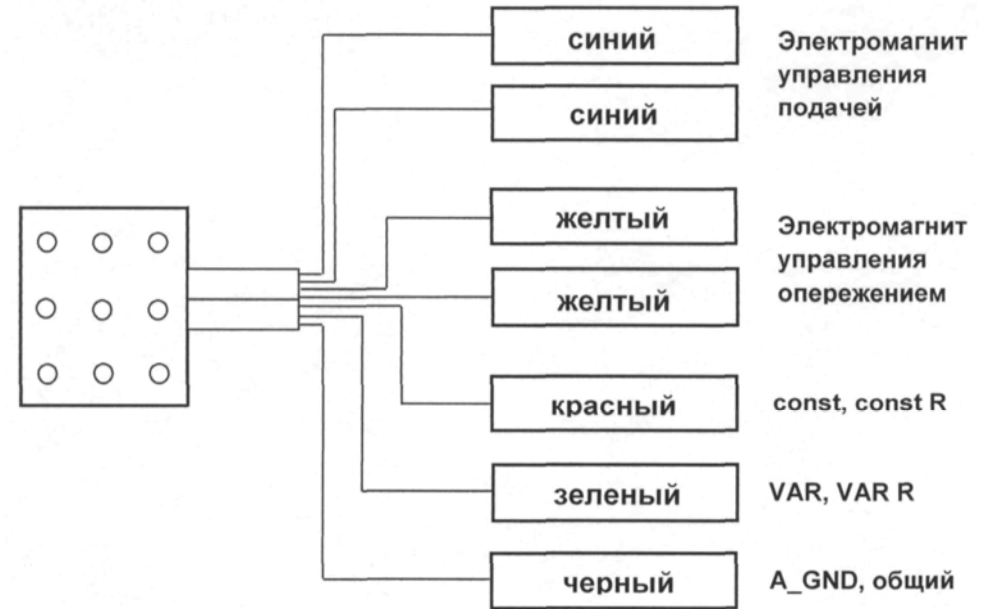 синий
Электромагнит
управления
подачей
синий
желтый
Электромагнит
управления
опережением
желтый
красный
const, const R
зеленый
VAR, VAR R
черный
A_GND, общий